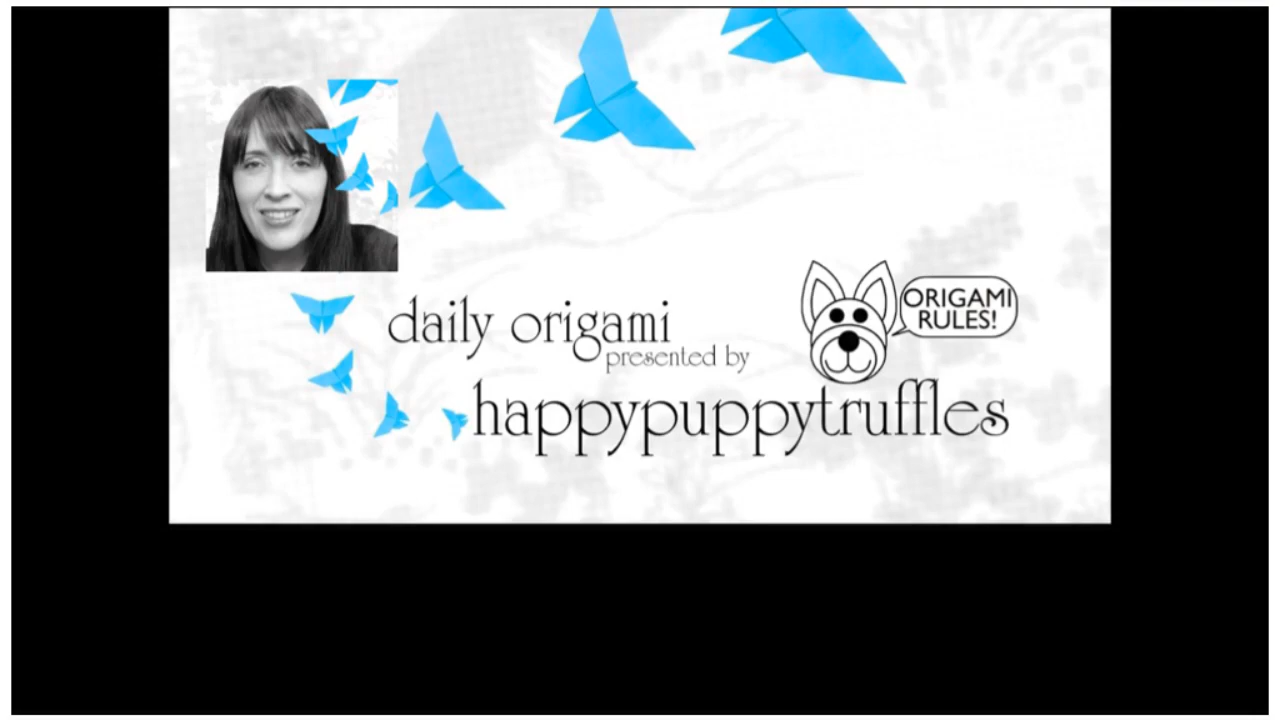 daily origami
presented by
happypuppytruffles
ORIGAMI
RULES!